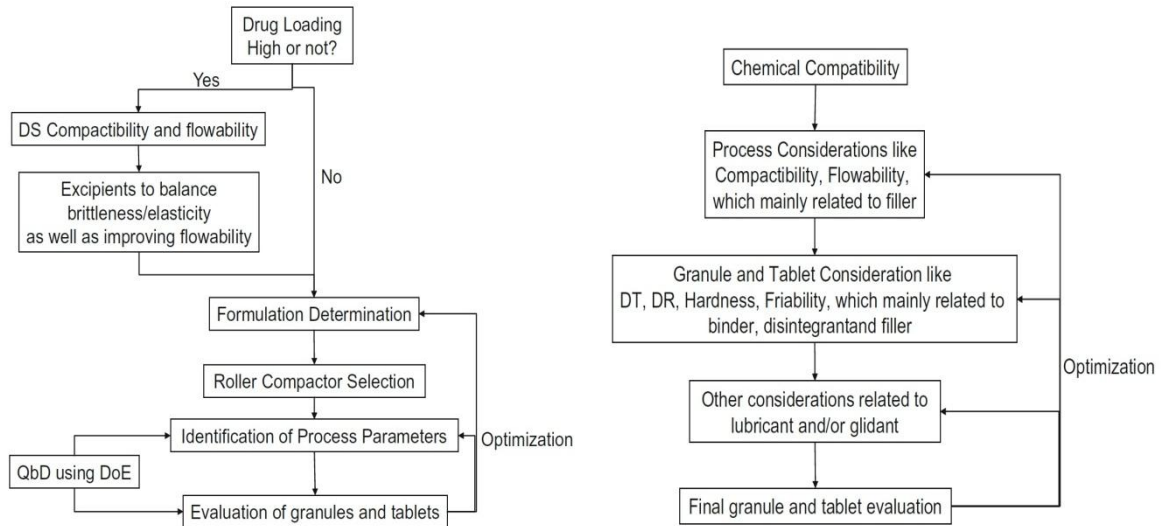 Drug Loading
High or not?
Yes
DS Compactibility and flowability
No
Excipients to balance
brittleness/elasticity
as well as improving flowability
Formulation Determination
Roller Compactor Selection
Identification of Process Parameters
Optimization
QbD using DoE
Evaluation of granules and tablets
Chemical Compatibility
Process Considerations like
Compactibility, Flowability,
which mainly related to filler
Granule and Tablet Consideration like
DT, DR, Hardness, Friability, which mainly related to
binder, disintegrantand filler
Optimization
Other considerations related to
lubricant and/or glidant
Final granule and tablet evaluation